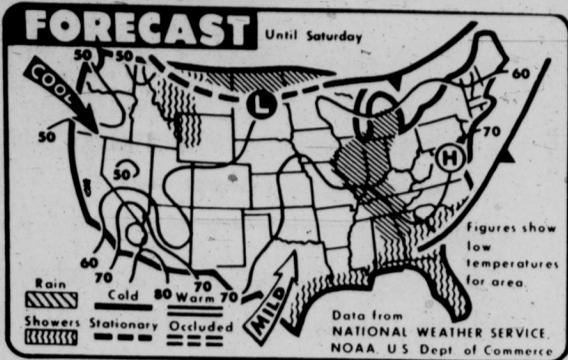 FORECAST Until Saturday
50 50
COOL
60
L
50
70
H
50
60
70
80
70
70
MILD
Figures show
low
temperatures
for area.
Rain
Cold
Warm
Showers
Stationary
Occluded
Data from
NATIONAL WEATHER SERVICE,
NOAA, U.S. Dept. of Commerce